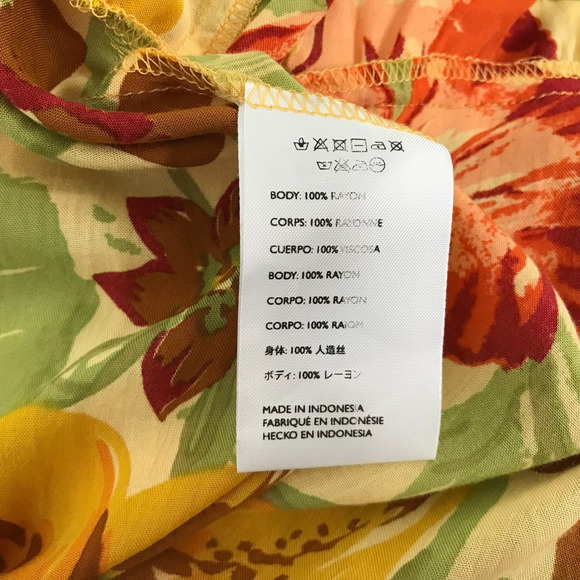 BODY: 100% RAYON
CORPS: 100% RAYONNE
CUERPO: 100% VISCOSA
BODY: 100% RAYON
CORPO: 100% RAYON
CORPO: 100% RAION
身体: 100% 人造丝
ボディ: 100% レーヨン
MADE IN INDONESIA
FABRIQUÉ EN INDONÉSIE
HECKO EN INDONESIA